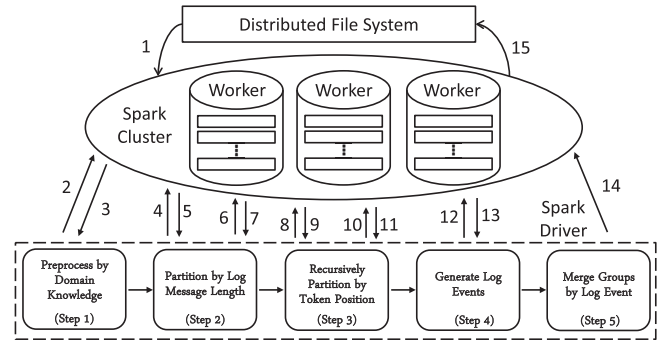 Distributed File System
1
15
Worker
Worker
Worker
Spark
Cluster
2
3
4
5
6
7
8
9
10
11
12
13
14
Spark
Driver
Preprocess by
Domain
Knowledge
(Step 1)
Partition by Log
Message Length
(Step 2)
Recursively
Partition by
Token Position
(Step 3)
Generate Log
Events
(Step 4)
Merge Groups
by Log Event
(Step 5)